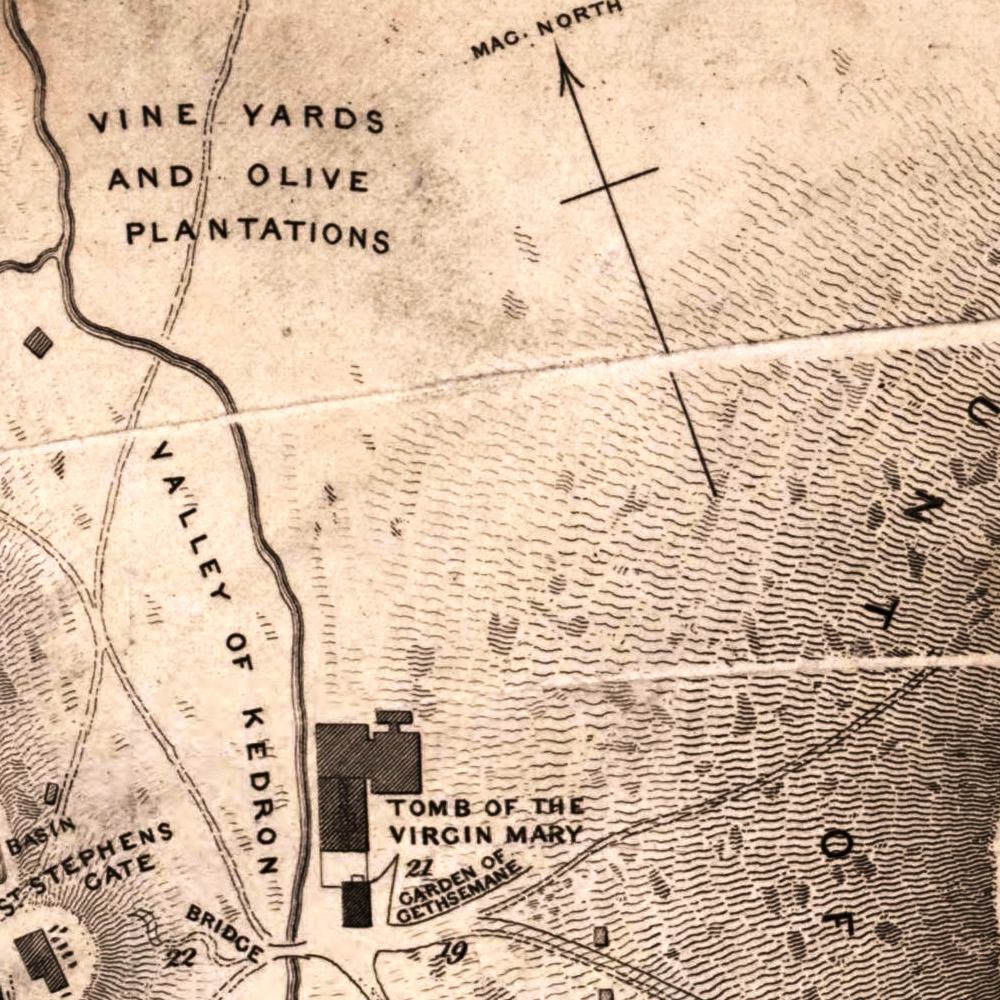 MAG. NORTH
VINE YARDS
AND OLIVE
PLANTATIONS
VALLEY OF KEDRON
U N T
OF
TOMB OF THE
VIRGIN MARY
21
GARDEN OF
GETHSEMANE
BASIN
ST STEPHENS
GATE
BRIDGE
22
19